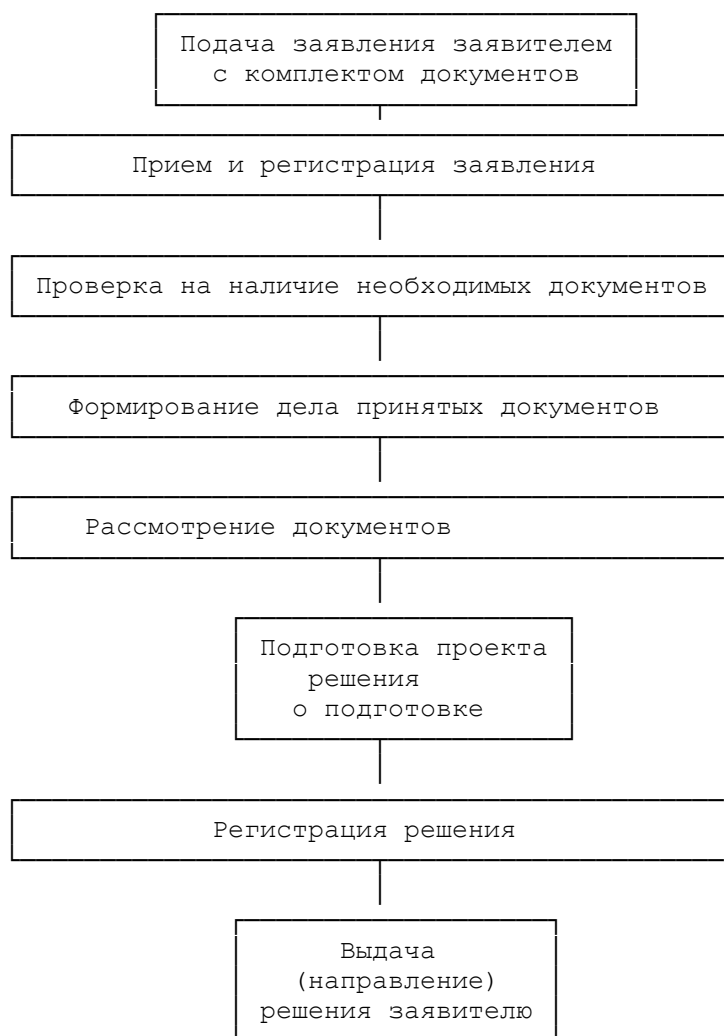 Подача заявления заявителем
с комплектом документов
Прием и регистрация заявления
Проверка на наличие необходимых документов
Формирование дела принятых документов
Рассмотрение документов
Подготовка проекта
решения
о подготовке
Регистрация решения
Выдача
(направление)
решения заявителю